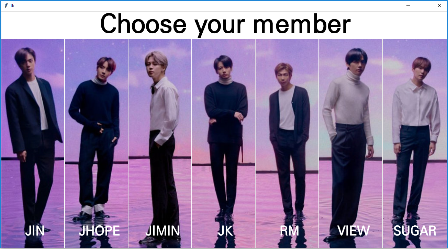 Choose your member
JIN JHOPE JIMIN JK RM VIEW SUGAR